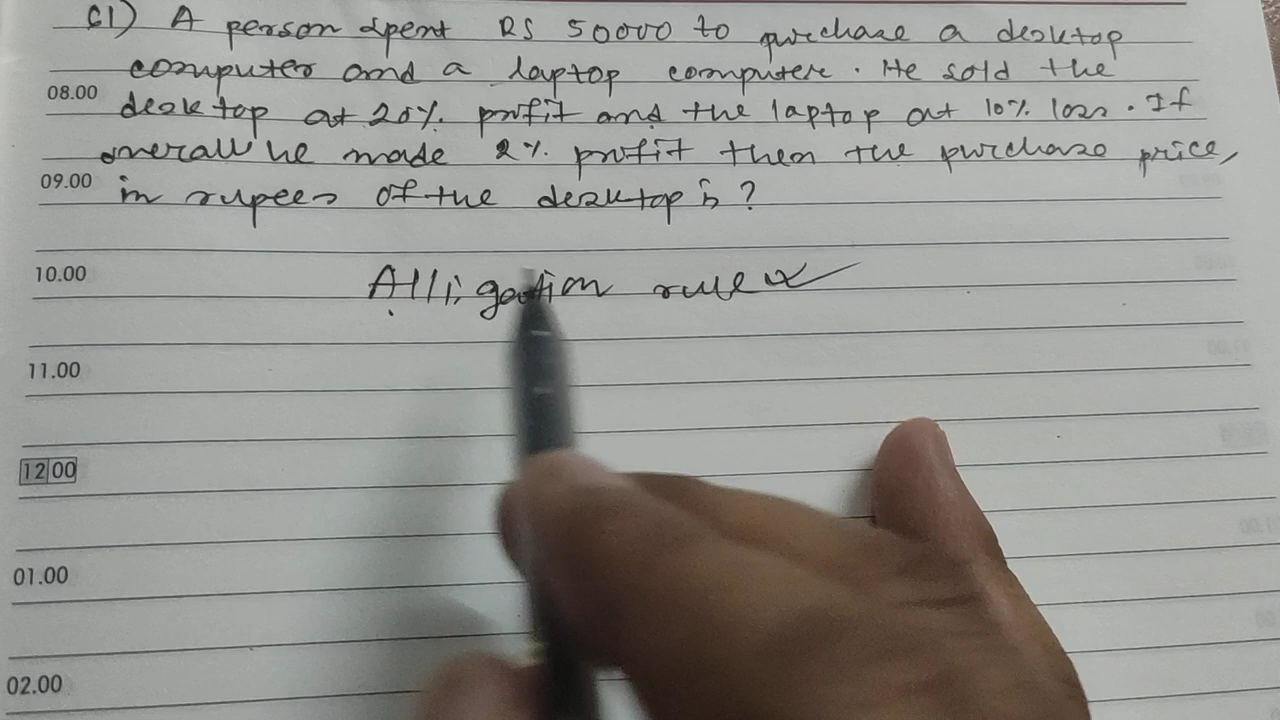 Q1) A person spent RS 50000 to purchase a desktop
computer and a laptop computer. He sold the
08.00 desktop at 20% profit and the laptop at 10% loss. If
overall he made 2% profit then the purchase price,
09.00 in rupees of the desktop is ?
10.00 Alligation rule
11.00
12 00
01.00
02.00